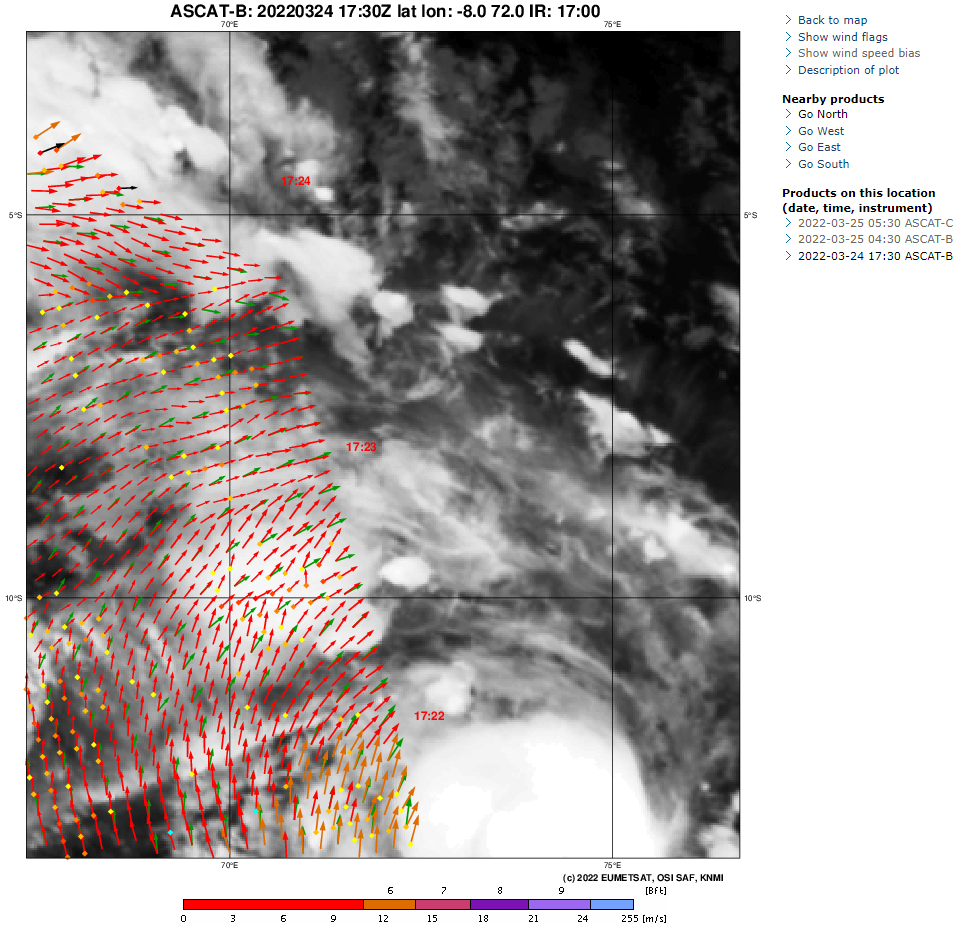 ASCAT-B: 20220324 17:30Z lat lon: -8.0 72.0 IR: 17:00
70°E 75°E
Back to map
Show wind flags
Show wind speed bias
Description of plot
Nearby products
Go North
Go West
Go East
Go South
Products on this location
(date, time, instrument)
2022-03-25 05:30 ASCAT-C
2022-03-25 04:30 ASCAT-B
2022-03-24 17:30 ASCAT-B
17:24
5°S 5°S
17:23
10°S 10°S
17:22
70°E 75°E
(c) 2022 EUMETSAT, OSI SAF, KNMI
6 7 8 9 [Bft]
0 3 6 9 12 15 18 21 24 255 [m/s]